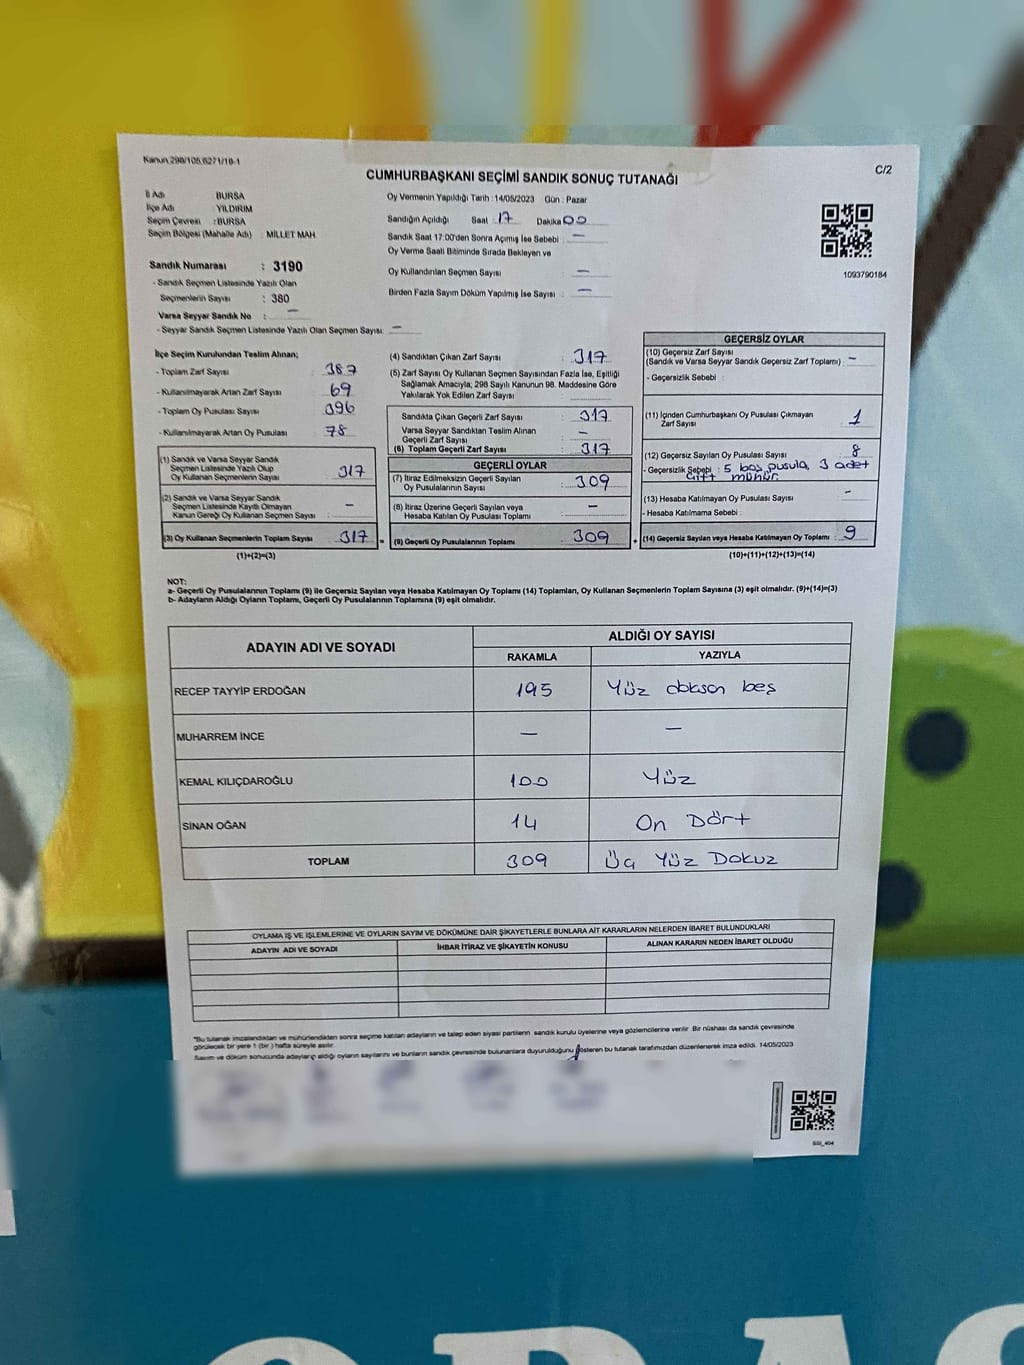 Kanun 298/105,6271/18-1
C/2
CUMHURBAŞKANI SEÇİMİ SANDIK SONUÇ TUTANAĞI
İl Adı : BURSA
İlçe Adı : YILDIRIM
Seçim Çevresi : BURSA
Seçim Bölgesi (Mahalle Adı) : MİLLET MAH.
Sandık Numarası : 3190
- Sandık Seçmen Listesinde Yazılı Olan
Seçmenlerin Sayısı : 380
Varsa Seyyar Sandık No : –
- Seyyar Sandık Seçmen Listesinde Yazılı Olan Seçmen Sayısı: –
Oy Vermenin Yapıldığı Tarih : 14/05/2023 Gün : Pazar
Sandığın Açıldığı Saat 17 Dakika 00
Sandık Saat 17:00'den Sonra Açımış İse Sebebi : –
Oy Verme Saati Bitiminde Sırada Bekleyen ve
Oy Kullandırılan Seçmen Sayısı : –
Birden Fazla Sayım Döküm Yapılmış İse Sayısı : –
1093790184
İlçe Seçim Kurulundan Teslim Alınan;
- Toplam Zarf Sayısı : 387
- Kullanılmayarak Artan Zarf Sayısı : 69
- Toplam Oy Pusulası Sayısı : 396
- Kullanılmayarak Artan Oy Pusulası : 78
(1) Sandık ve Varsa Seyyar Sandık
Seçmen Listesinde Yazılı Olup
Oy Kullanan Seçmenlerin Sayısı : 317
(2) Sandık ve Varsa Seyyar Sandık
Seçmen Listesinde Kayıtlı Olmayan
Kanun Gereği Oy Kullanan Seçmen Sayısı : –
(3) Oy Kullanan Seçmenlerin Toplam Sayısı : 317 =
(1)+(2)=(3)
(4) Sandıktan Çıkan Zarf Sayısı : 317
(5) Zarf Sayısı Oy Kullanan Seçmen Sayısından Fazla İse, Eşitliği
Sağlamak Amacıyla; 298 Sayılı Kanunun 98. Maddesine Göre
Yakılarak Yok Edilen Zarf Sayısı :
Sandıkta Çıkan Geçerli Zarf Sayısı : 317
Varsa Seyyar Sandıktan Teslim Alınan
Geçerli Zarf Sayısı : –
(6) Toplam Geçerli Zarf Sayısı : 317
GEÇERLİ OYLAR
(7) İtiraz Edilmeksizin Geçerli Sayılan
Oy Pusulalarının Sayısı : 309
(8) İtiraz Üzerine Geçerli Sayılan veya
Hesaba Katılan Oy Pusulası Toplamı : –
(9) Geçerli Oy Pusulalarının Toplamı : 309 +
GEÇERSİZ OYLAR
(10) Geçersiz Zarf Sayısı
(Sandık ve Varsa Seyyar Sandık Geçersiz Zarf Toplamı) : –
- Geçersizlik Sebebi :
(11) İçinden Cumhurbaşkanı Oy Pusulası Çıkmayan
Zarf Sayısı : 1
(12) Geçersiz Sayılan Oy Pusulası Sayısı : 8
- Geçersizlik Sebebi : 5 boş pusula, 3 adet
çift mühür.
(13) Hesaba Katılmayan Oy Pusulası Sayısı : –
- Hesaba Katılmama Sebebi :
(14) Geçersiz Sayılan veya Hesaba Katılmayan Oy Toplamı : 9
(10)+(11)+(12)+(13)=(14)
NOT:
a- Geçerli Oy Pusulalarının Toplamı (9) ile Geçersiz Sayılan veya Hesaba Katılmayan Oy Toplamı (14) Toplamları, Oy Kullanan Seçmenlerin Toplam Sayısına (3) eşit olmalıdır. (9)+(14)=(3)
b- Adayların Aldığı Oyların Toplamı, Geçerli Oy Pusulalarının Toplamına (9) eşit olmalıdır.
ADAYIN ADI VE SOYADI
ALDIĞI OY SAYISI
RAKAMLA YAZIYLA
RECEP TAYYİP ERDOĞAN 195 Yüz doksan beş
MUHARREM İNCE – –
KEMAL KILIÇDAROĞLU 100 Yüz
SİNAN OĞAN 14 On Dört
TOPLAM 309 Üç Yüz Dokuz
OYLAMA İŞ VE İŞLEMLERİNE VE OYLARIN SAYIM VE DÖKÜMÜNE DAİR ŞİKAYETLERLE BUNLARA AİT KARARLARIN NELERDEN İBARET BULUNDUKLARI
ADAYIN ADI VE SOYADI İHBAR İTİRAZ VE ŞİKAYETİN KONUSU ALINAN KARARIN NEDEN İBARET OLDUĞU
*Bu tutanak imzalandıktan ve mühürlendikten sonra seçime katılan adayların ve talep eden siyasi partilerin sandık kurulu üyelerine veya gözlemcilerine verilir. Bir nüshası da sandık çevresinde
görülecek bir yere 1 (bir) hafta süreyle asılır.
Sayım ve döküm sonucunda adayların aldığı oyların sayılarını ve bunların sandık çevresinde bulunanlara duyurulduğunu gösteren bu tutanak tarafımızdan düzenlenerek imza edildi. 14/05/2023